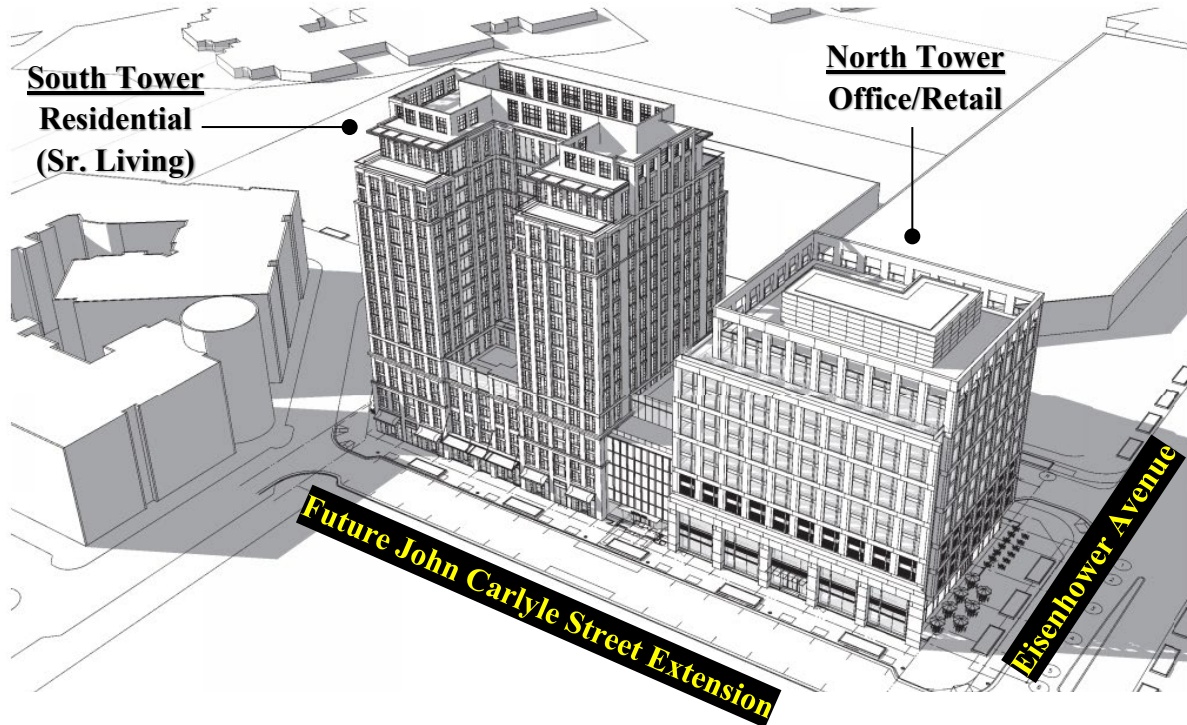 South Tower
Residential
(Sr. Living)
North Tower
Office/Retail
Future John Carlyle Street Extension
Eisenhower Avenue